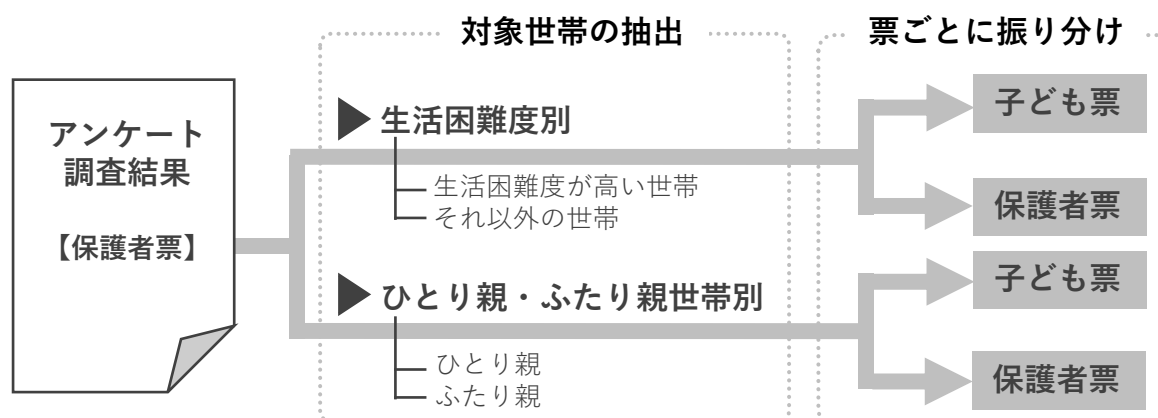 対象世帯の抽出
票ごとに振り分け
アンケート
調査結果
【保護者票】
生活困難度別
生活困難度が高い世帯
それ以外の世帯
ひとり親・ふたり親世帯別
ひとり親
ふたり親
子ども票
保護者票
子ども票
保護者票